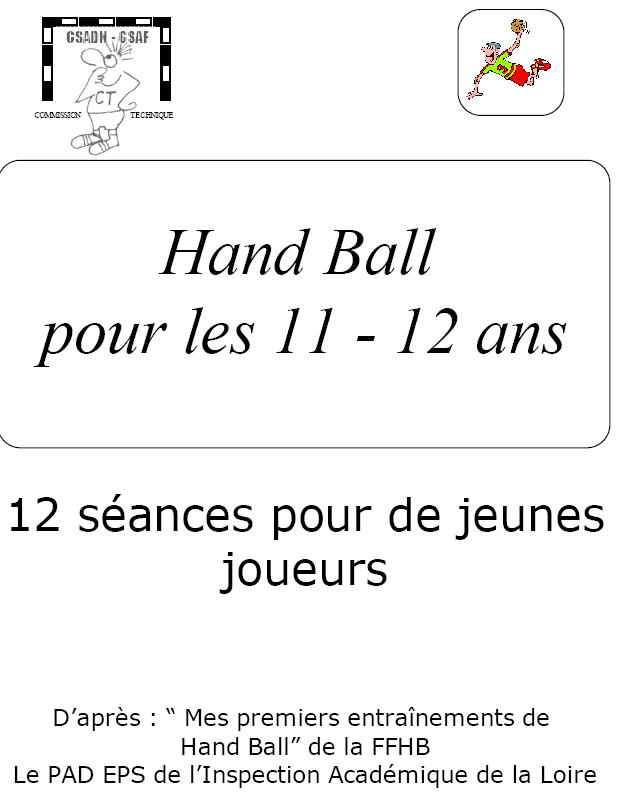 CSADN - CSAF
CT
COMMISSION TECHNIQUE
Hand Ball
pour les 11 - 12 ans
12 séances pour de jeunes
joueurs
D’après : “ Mes premiers entraînements de
Hand Ball” de la FFHB
Le PAD EPS de l’Inspection Académique de la Loire